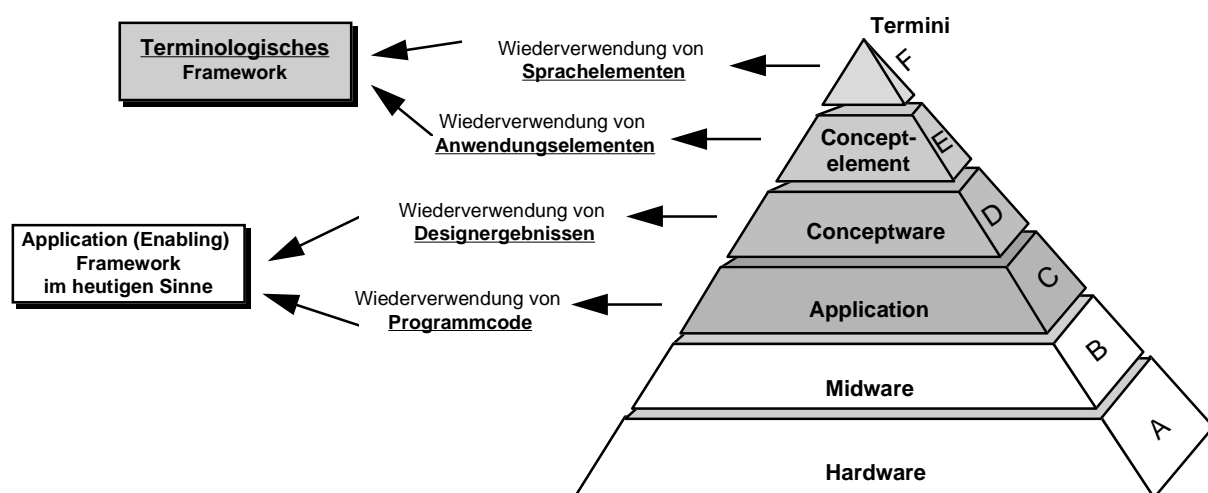 Termini
Terminologisches
Framework
Wiederverwendung von
Sprachelementen
F
Wiederverwendung von
Anwendungselementen
Concept-
element
E
Wiederverwendung von
Designergebnissen
Conceptware
D
Application (Enabling)
Framework
im heutigen Sinne
Wiederverwendung von
Programmcode
Application
C
Midware
B
Hardware
A